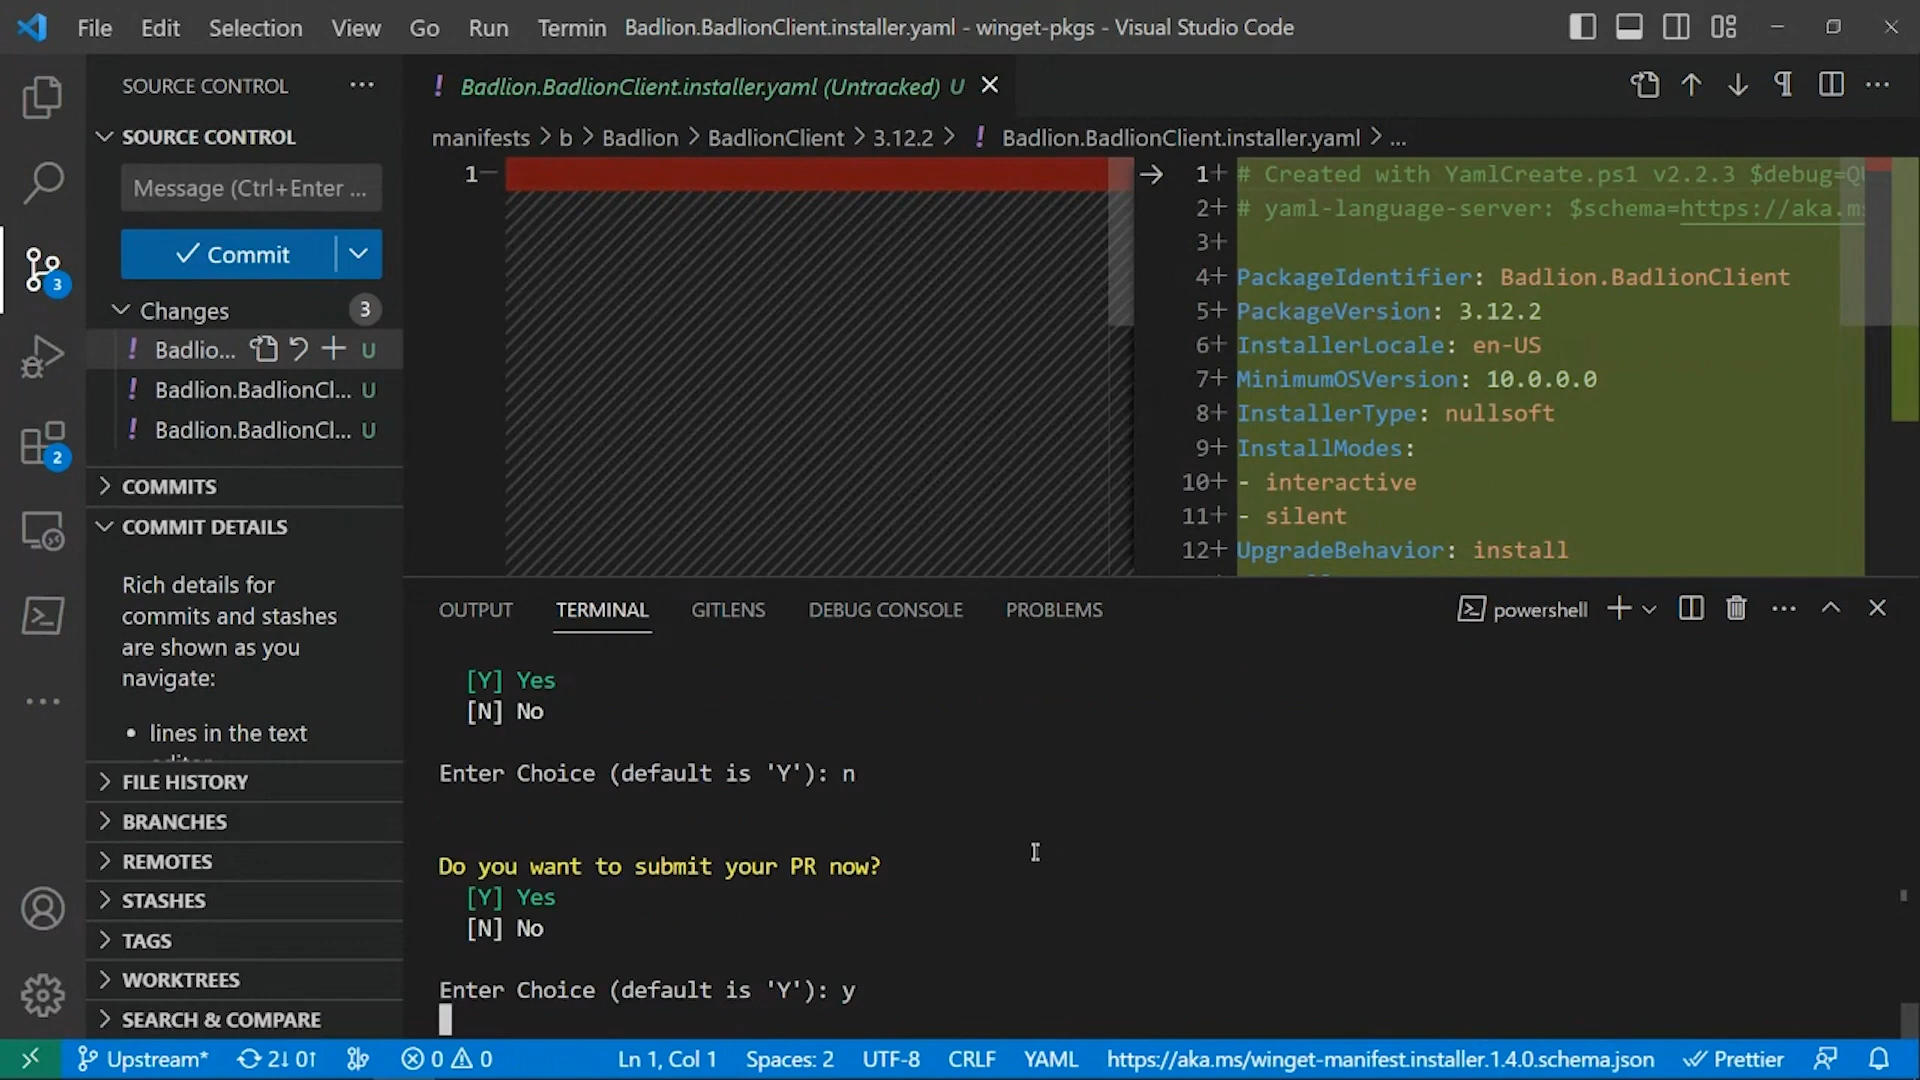 File Edit Selection View Go Run Termin Badlion.BadlionClient.installer.yaml - winget-pkgs - Visual Studio Code
SOURCE CONTROL ...
SOURCE CONTROL
Message (Ctrl+Enter ...
Commit
Changes 3
! Badlio... U
! Badlion.BadlionCl... U
! Badlion.BadlionCl... U
COMMITS
COMMIT DETAILS
Rich details for
commits and stashes
are shown as you
navigate:
• lines in the text
FILE HISTORY
BRANCHES
REMOTES
STASHES
TAGS
WORKTREES
SEARCH & COMPARE
3
2
! Badlion.BadlionClient.installer.yaml (Untracked) U
manifests > b > Badlion > BadlionClient > 3.12.2 > ! Badlion.BadlionClient.installer.yaml > ...
1−
1+ # Created with YamlCreate.ps1 v2.2.3 $debug=QU
2+ # yaml-language-server: $schema=https://aka.ms
3+
4+ PackageIdentifier: Badlion.BadlionClient
5+ PackageVersion: 3.12.2
6+ InstallerLocale: en-US
7+ MinimumOSVersion: 10.0.0.0
8+ InstallerType: nullsoft
9+ InstallModes:
10+ - interactive
11+ - silent
12+ UpgradeBehavior: install
OUTPUT TERMINAL GITLENS DEBUG CONSOLE PROBLEMS powershell
[Y] Yes
[N] No
Enter Choice (default is 'Y'): n
Do you want to submit your PR now?
[Y] Yes
[N] No
Enter Choice (default is 'Y'): y
Upstream* 2↓ 0↑ 0 0 Ln 1, Col 1 Spaces: 2 UTF-8 CRLF YAML https://aka.ms/winget-manifest.installer.1.4.0.schema.json Prettier